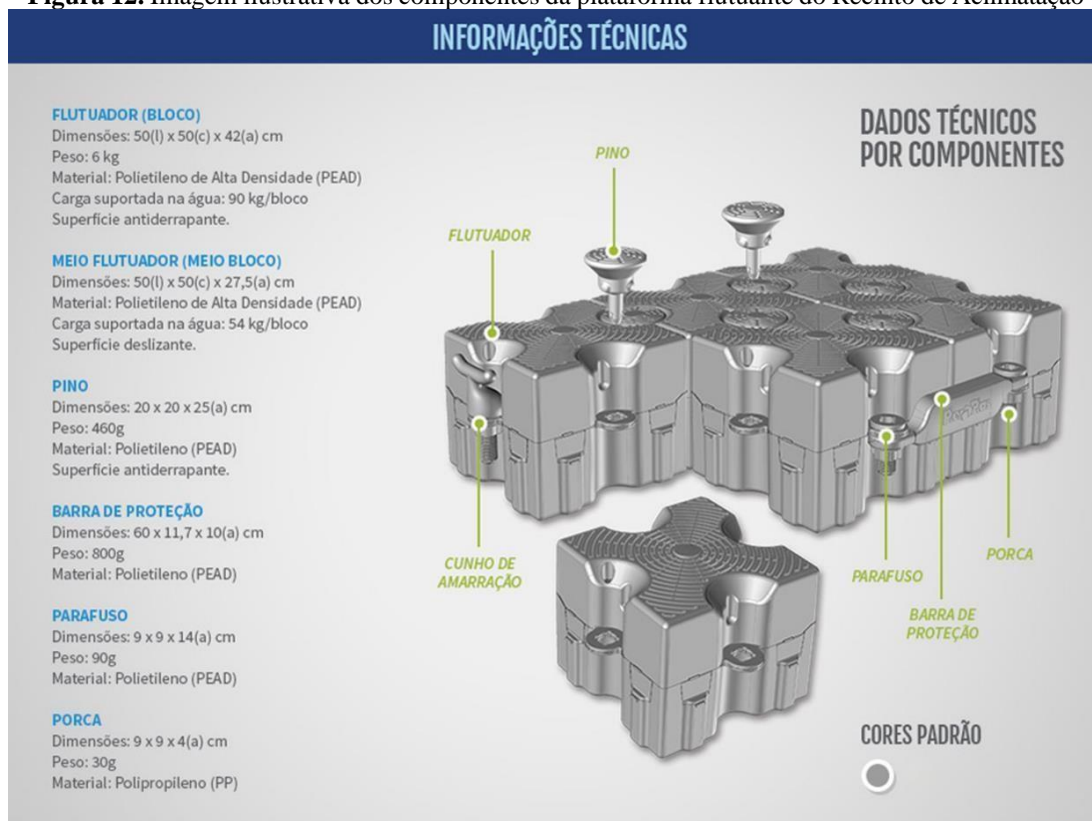 Figura 12. Imagem ilustrativa dos componentes da plataforma flutuante do Recinto de Aclimatação
INFORMAÇÕES TÉCNICAS
FLUTUADOR (BLOCO)
Dimensões: 50(l) x 50(c) x 42(a) cm
Peso: 6 kg
Material: Polietileno de Alta Densidade (PEAD)
Carga suportada na água: 90 kg/bloco
Superfície antiderrapante.
MEIO FLUTUADOR (MEIO BLOCO)
Dimensões: 50(l) x 50(c) x 27,5(a) cm
Material: Polietileno de Alta Densidade (PEAD)
Carga suportada na água: 54 kg/bloco
Superfície deslizante.
PINO
Dimensões: 20 x 20 x 25(a) cm
Peso: 460g
Material: Polietileno (PEAD)
Superfície antiderrapante.
BARRA DE PROTEÇÃO
Dimensões: 60 x 11,7 x 10(a) cm
Peso: 800g
Material: Polietileno (PEAD)
PARAFUSO
Dimensões: 9 x 9 x 14(a) cm
Peso: 90g
Material: Polietileno (PEAD)
PORCA
Dimensões: 9 x 9 x 4(a) cm
Peso: 30g
Material: Polipropileno (PP)
DADOS TÉCNICOS
POR COMPONENTES
PINO
FLUTUADOR
CUNHO DE
AMARRAÇÃO
PARAFUSO
BARRA DE
PROTEÇÃO
PORCA
CORES PADRÃO